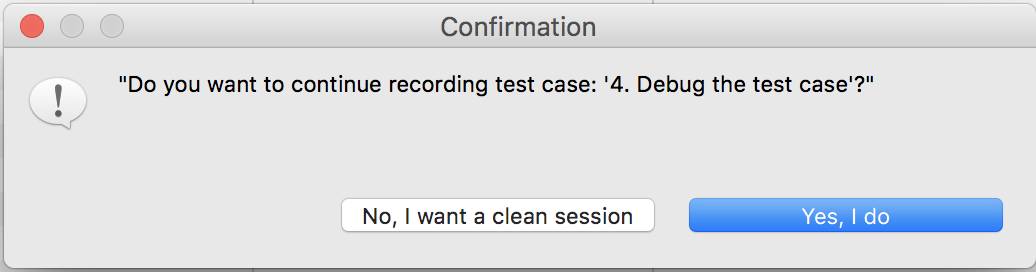 Confirmation
"Do you want to continue recording test case: '4. Debug the test case'?"
No, I want a clean session
Yes, I do